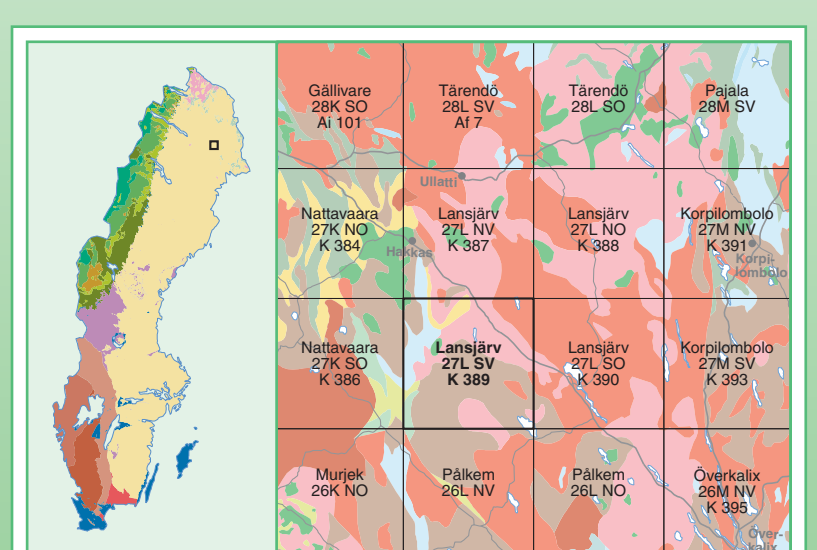 Gällivare
28K SO
Ai 101
Tärendö
28L SV
Af 7
Tärendö
28L SO
Pajala
28M SV
Ullatti
Nattavaara
27K NO
K 384
Lansjärv
27L NV
K 387
Lansjärv
27L NO
K 388
Korpilombolo
27M NV
K 391
Hakkas
Korpi-
lombolo
Nattavaara
27K SO
K 386
Lansjärv
27L SV
K 389
Lansjärv
27L SO
K 390
Korpilombolo
27M SV
K 393
Murjek
26K NO
Pålkem
26L NV
Pålkem
26L NO
Överkalix
26M NV
K 395
Över-
kalix